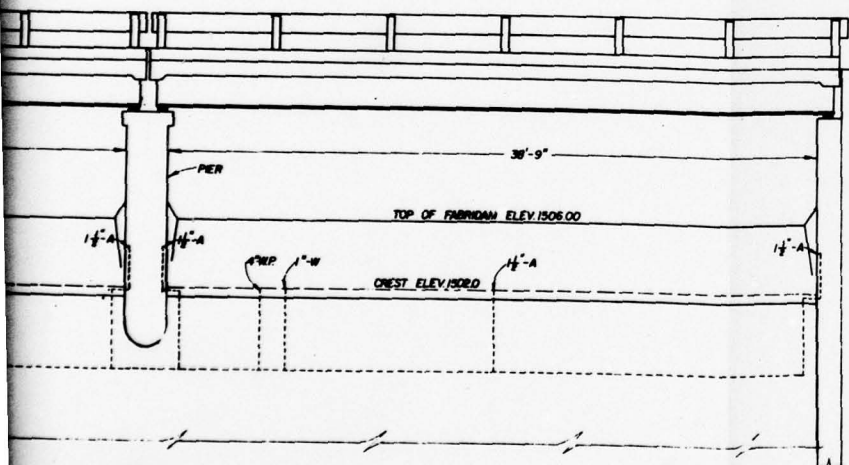 38'-9"
PIER
TOP OF FABRIDAM ELEV. 1506.00
1½"-A
1½"-A
4" W.P.
1"-W
1½"-A
1½"-A
CREST ELEV. 1502.0